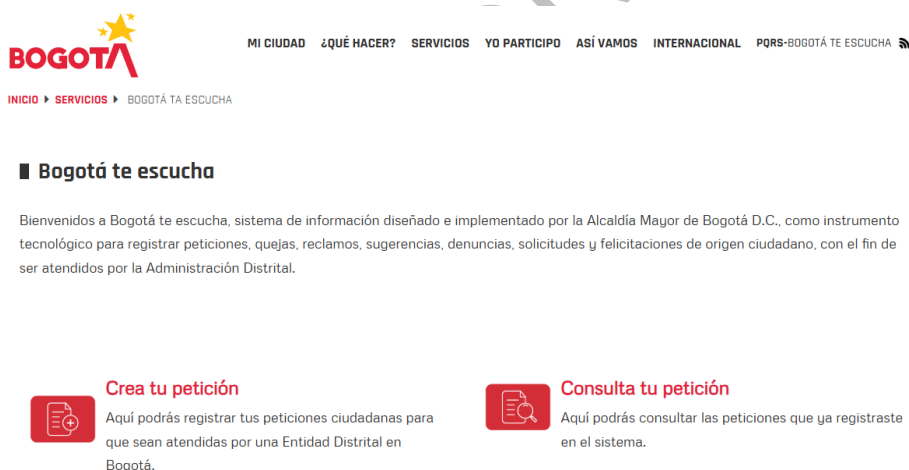 BOGOTÁ
MI CIUDAD ¿QUÉ HACER? SERVICIOS YO PARTICIPO ASÍ VAMOS INTERNACIONAL PQRS-BOGOTÁ TE ESCUCHA
INICIO SERVICIOS BOGOTÁ TA ESCUCHA
Bogotá te escucha
Bienvenidos a Bogotá te escucha, sistema de información diseñado e implementado por la Alcaldía Mayor de Bogotá D.C., como instrumento
tecnológico para registrar peticiones, quejas, reclamos, sugerencias, denuncias, solicitudes y felicitaciones de origen ciudadano, con el fin de
ser atendidos por la Administración Distrital.
Crea tu petición
Aquí podrás registrar tus peticiones ciudadanas para
que sean atendidas por una Entidad Distrital en
Bogotá.
Consulta tu petición
Aquí podrás consultar las peticiones que ya registraste
en el sistema.